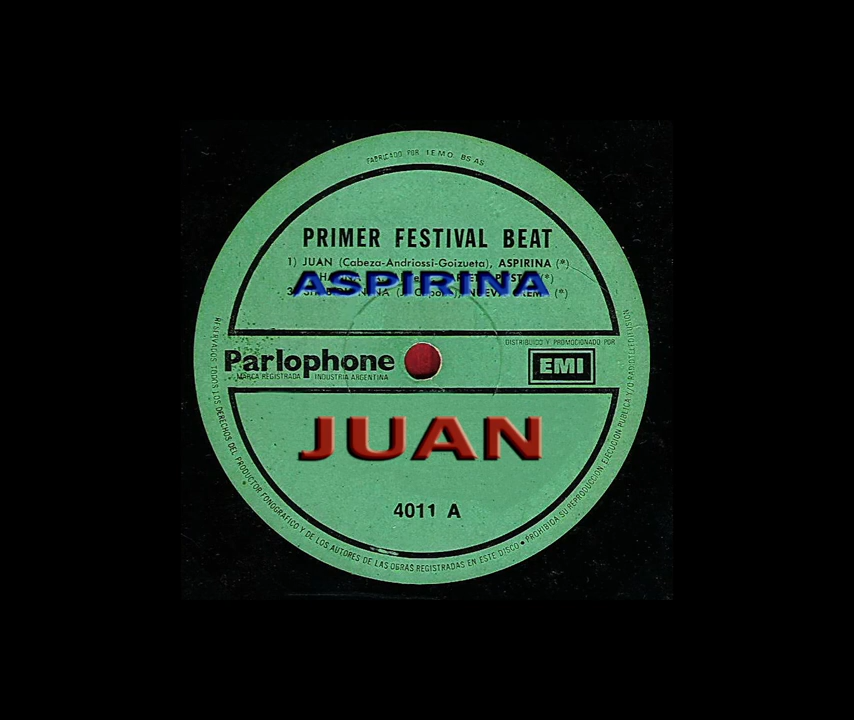 FABRICADO POR I.E.M.O. BS AS
PRIMER FESTIVAL BEAT
1) JUAN (Cabeza-Andriossi-Goizueta), ASPIRINA (*)
ASPIRINA
DISTRIBUIDO Y PROMOCIONADO POR
Parlophone
EMI
MARCA REGISTRADA INDUSTRIA ARGENTINA
JUAN
4011 A
RESERVADOS TODOS LOS DERECHOS DEL PRODUCTOR FONOGRAFICO Y DE LOS AUTORES DE LAS OBRAS REGISTRADAS EN ESTE DISCO • PROHIBIDA SU REPRODUCCION EJECUCION PUBLICA Y/O RADIOTELEDIFUSION